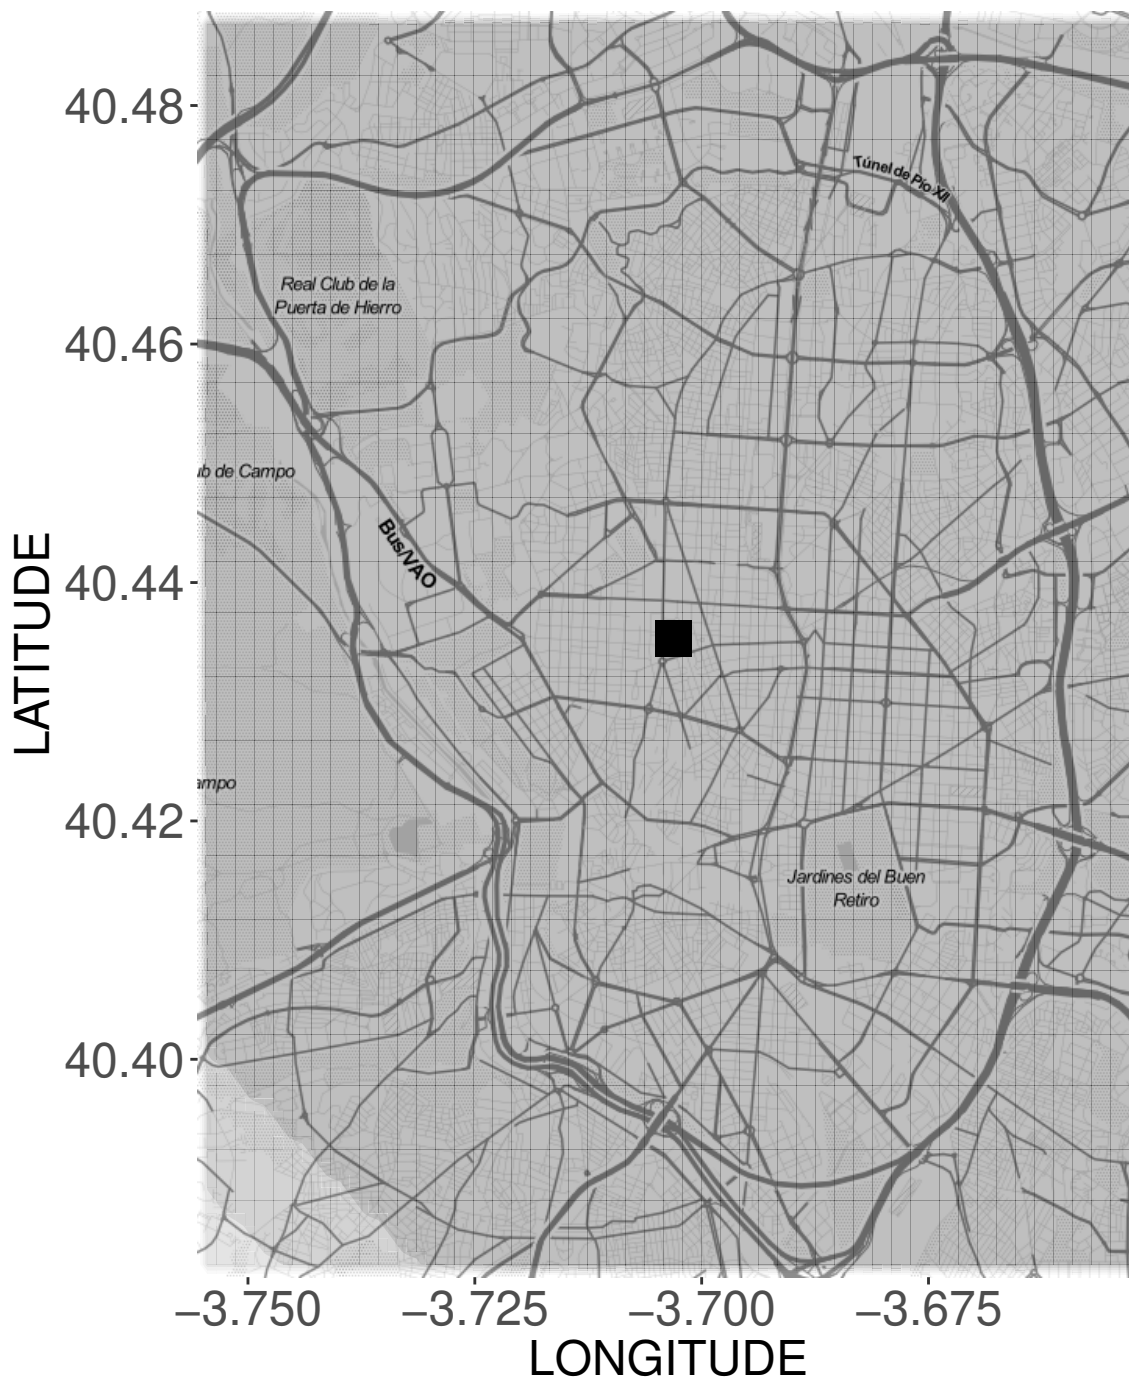 40.48
Túnel de Pío XII
Real Club de la
Puerta de Hierro
40.46
ub de Campo
Bus/VAO
40.44
LATITUDE
ampo
40.42
Jardines del Buen
Retiro
40.40
−3.750 −3.725 −3.700 −3.675
LONGITUDE